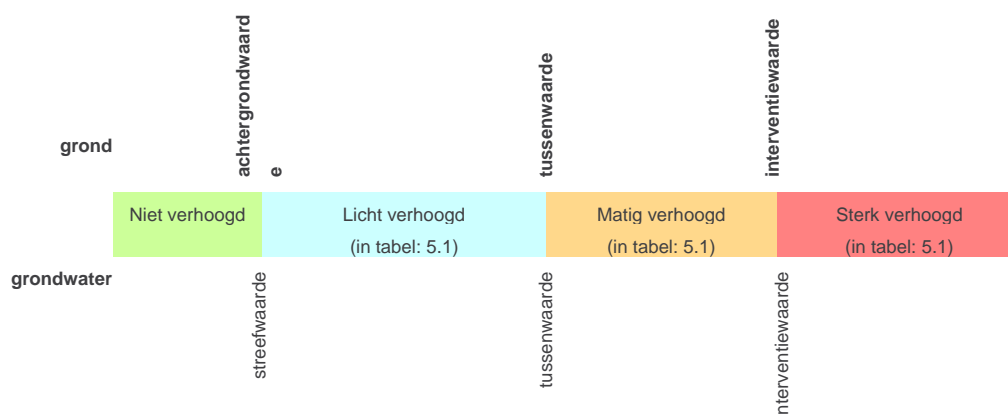 achtergrondwaard
e
tussenwaarde
interventiewaarde
grond
Niet verhoogd
Licht verhoogd
(in tabel: 5.1)
Matig verhoogd
(in tabel: 5.1)
Sterk verhoogd
(in tabel: 5.1)
grondwater
streefwaarde
tussenwaarde
interventiewaarde